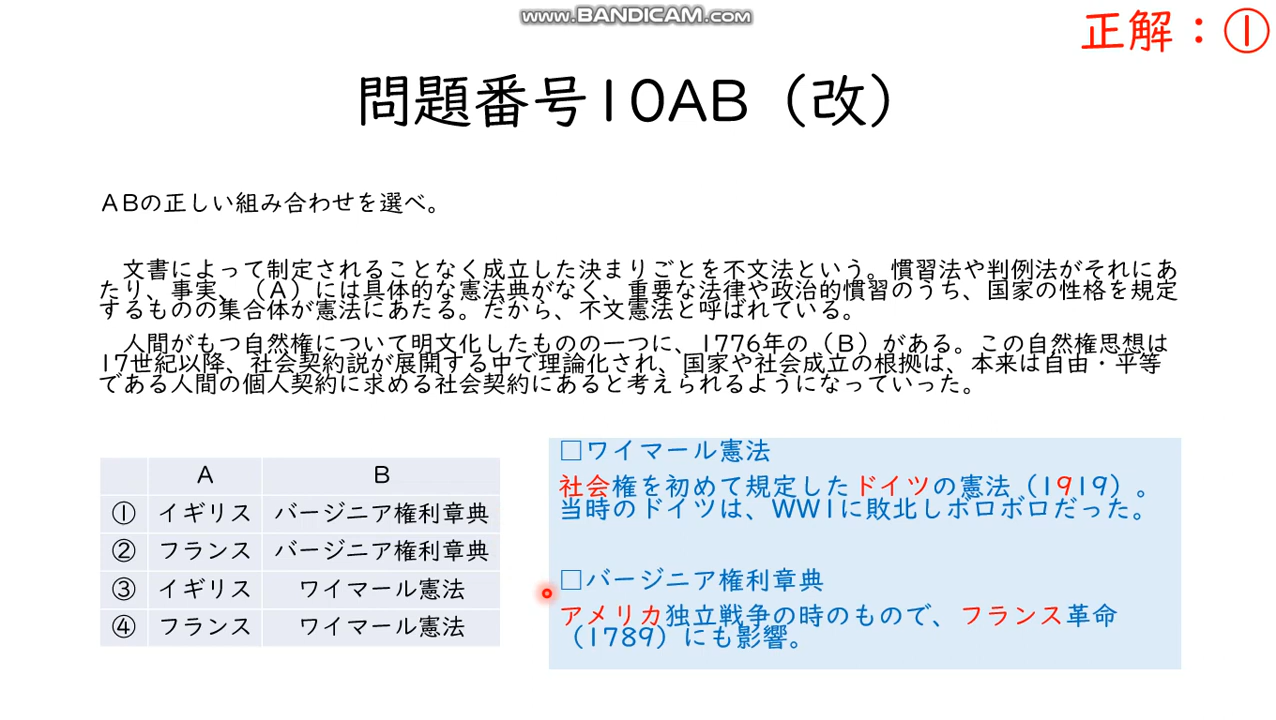 www.BANDICAM.com
正解：①
問題番号10AB（改）
ABの正しい組み合わせを選べ。
文書によって制定されることなく成立した決まりごとを不文法という。慣習法や判例法がそれにあ
たり、事実、（A）には具体的な憲法典がなく、重要な法律や政治的慣習のうち、国家の性格を規定
するものの集合体が憲法にあたる。だから、不文憲法と呼ばれている。
人間がもつ自然権について明文化したものの一つに、1776年の（B）がある。この自然権思想は
17世紀以降、社会契約説が展開する中で理論化され、国家や社会成立の根拠は、本来は自由・平等
である人間の個人契約に求める社会契約にあると考えられるようになっていった。
A B
① イギリス バージニア権利章典
② フランス バージニア権利章典
③ イギリス ワイマール憲法
④ フランス ワイマール憲法
□ワイマール憲法
社会権を初めて規定したドイツの憲法（1919）。
当時のドイツは、WW1に敗北しボロボロだった。
□バージニア権利章典
アメリカ独立戦争の時のもので、フランス革命
（1789）にも影響。